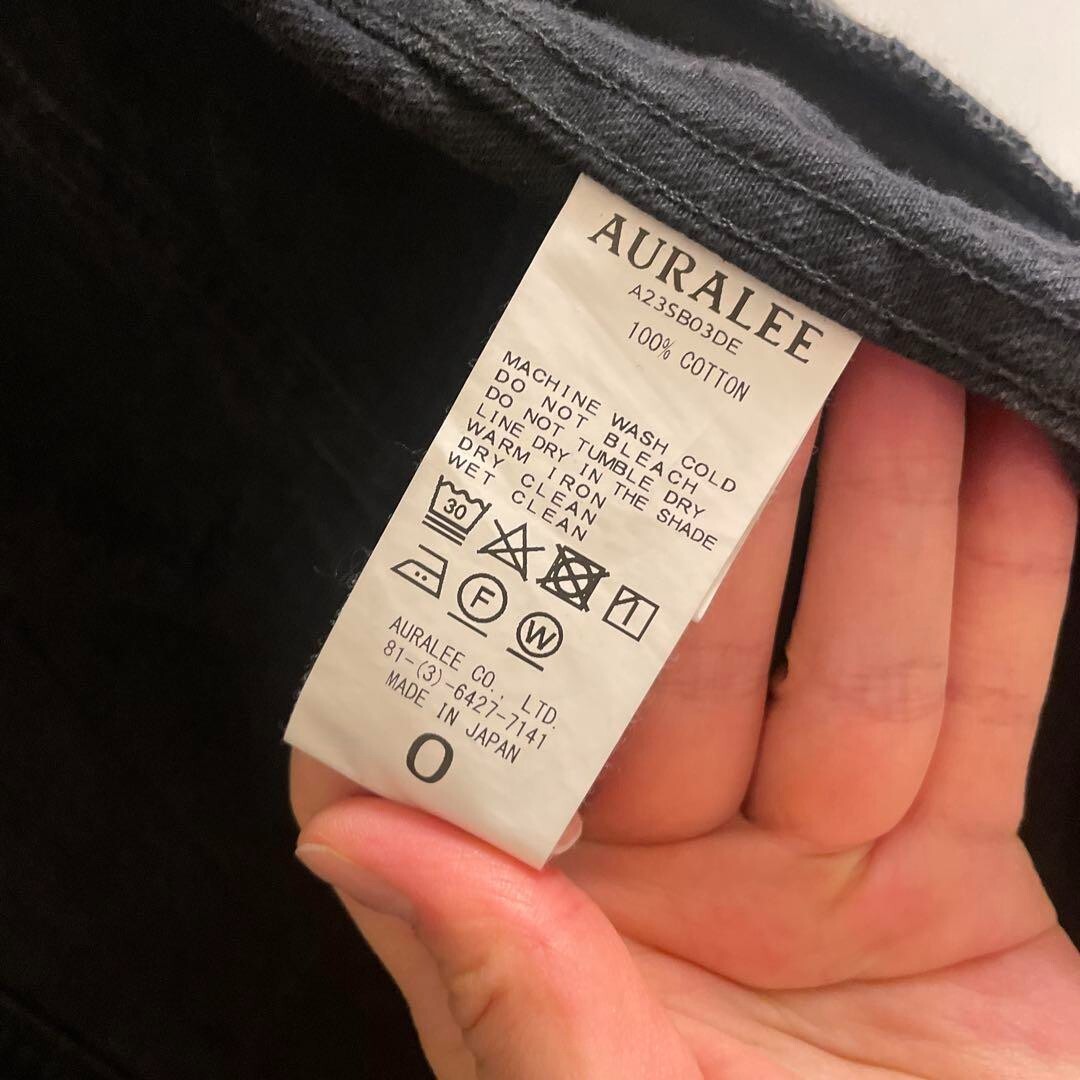 AURALEE
A23SB03DE
100% COTTON
MACHINE WASH COLD
DO NOT BLEACH
DO NOT TUMBLE DRY
LINE DRY IN THE SHADE
WARM IRON
DRY CLEAN
WET CLEAN
30
F W
AURALEE CO., LTD.
81-(3)-6427-7141
MADE IN JAPAN
0